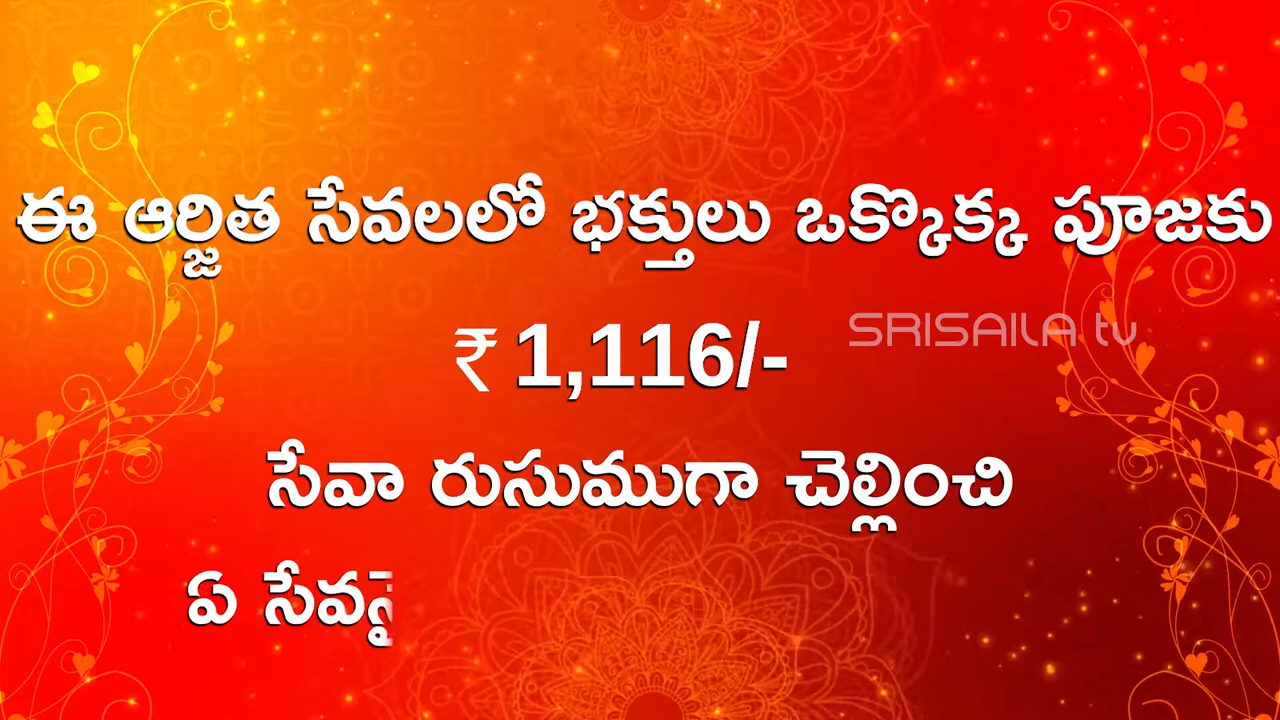 ఈ ఆర్జిత సేవలలో భక్తులు ఒక్కొక్క పూజకు
₹ 1,116/-
SRISAILA tv
సేవా రుసుముగా చెల్లించి
ఏ